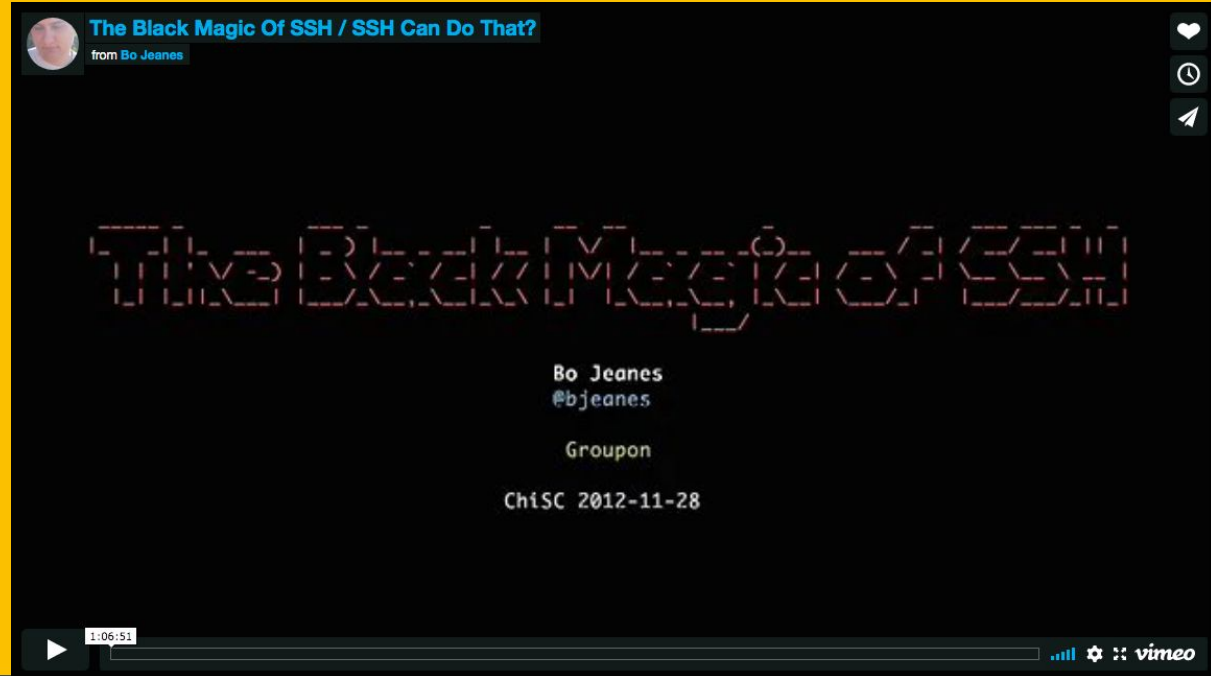 The Black Magic Of SSH / SSH Can Do That?
from Bo Jeanes
The Black Magic of SSH
Bo Jeanes
@bjeanes
Groupon
ChiSC 2012-11-28
1:06:51
vimeo